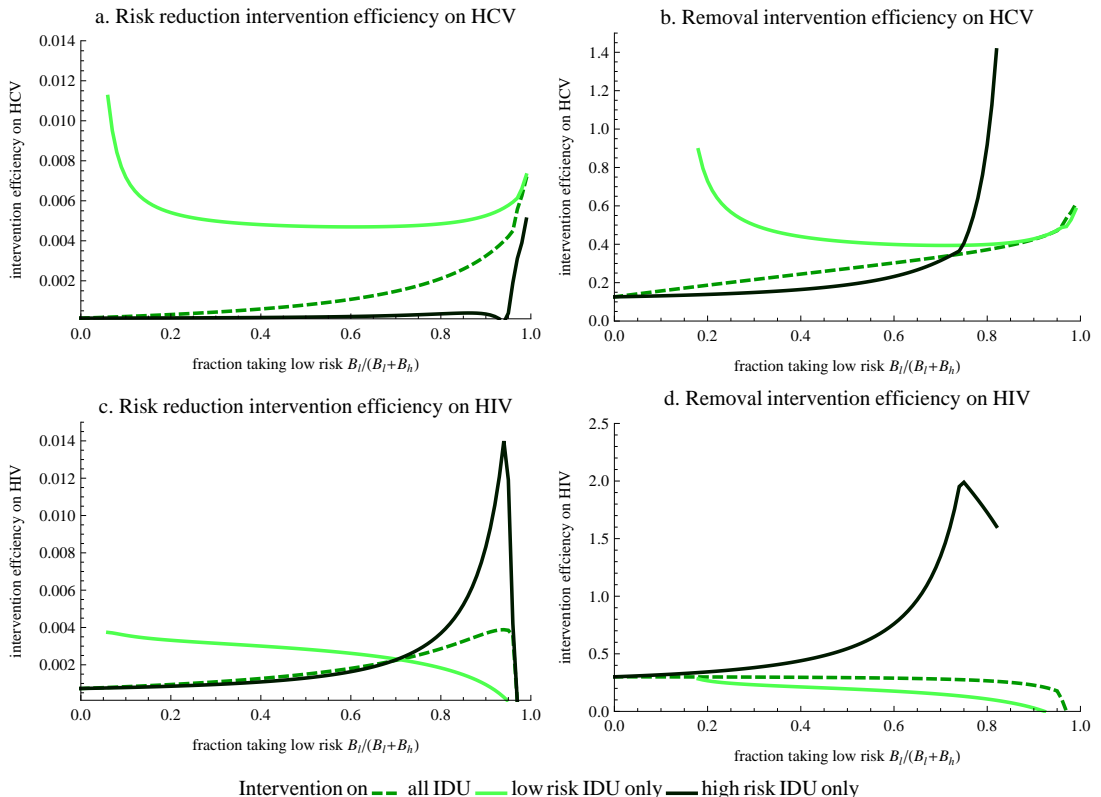 a. Risk reduction intervention efficiency on HCV
0.014
0.012
0.010
0.008
0.006
0.004
0.002
0.0 0.2 0.4 0.6 0.8 1.0
intervention effciency on HCV
fraction taking low risk Bl/(Bl+Bh)
b. Removal intervention efficiency on HCV
1.4
1.2
1.0
0.8
0.6
0.4
0.2
0.0
0.0 0.2 0.4 0.6 0.8 1.0
intervention effciency on HCV
fraction taking low risk Bl/(Bl+Bh)
c. Risk reduction intervention efficiency on HIV
0.014
0.012
0.010
0.008
0.006
0.004
0.002
0.0 0.2 0.4 0.6 0.8 1.0
intervention effciency on HIV
fraction taking low risk Bl/(Bl+Bh)
d. Removal intervention efficiency on HIV
2.5
2.0
1.5
1.0
0.5
0.0
0.0 0.2 0.4 0.6 0.8 1.0
intervention effciency on HIV
fraction taking low risk Bl/(Bl+Bh)
Intervention on all IDU low risk IDU only high risk IDU only